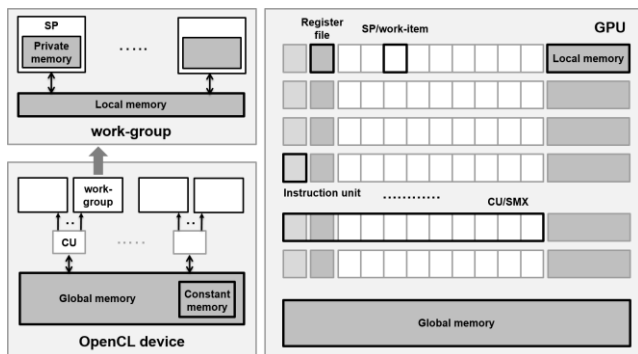 SP
Private
memory
.....
Local memory
work-group
work-
group
..
..
CU
.....
Global memory
Constant
memory
OpenCL device
Register
file
SP/work-item
GPU
Local memory
Instruction unit
............
CU/SMX
Global memory